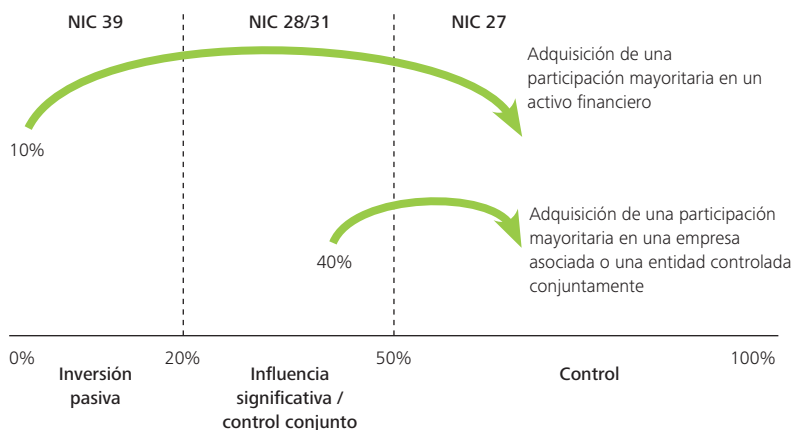 NIC 39
NIC 28/31
NIC 27
Adquisición de una
participación mayoritaria en un
activo financiero
10%
Adquisición de una participación
mayoritaria en una empresa
asociada o una entidad controlada
conjuntamente
40%
0%
20%
50%
100%
Inversión
pasiva
Influencia
significativa /
control conjunto
Control